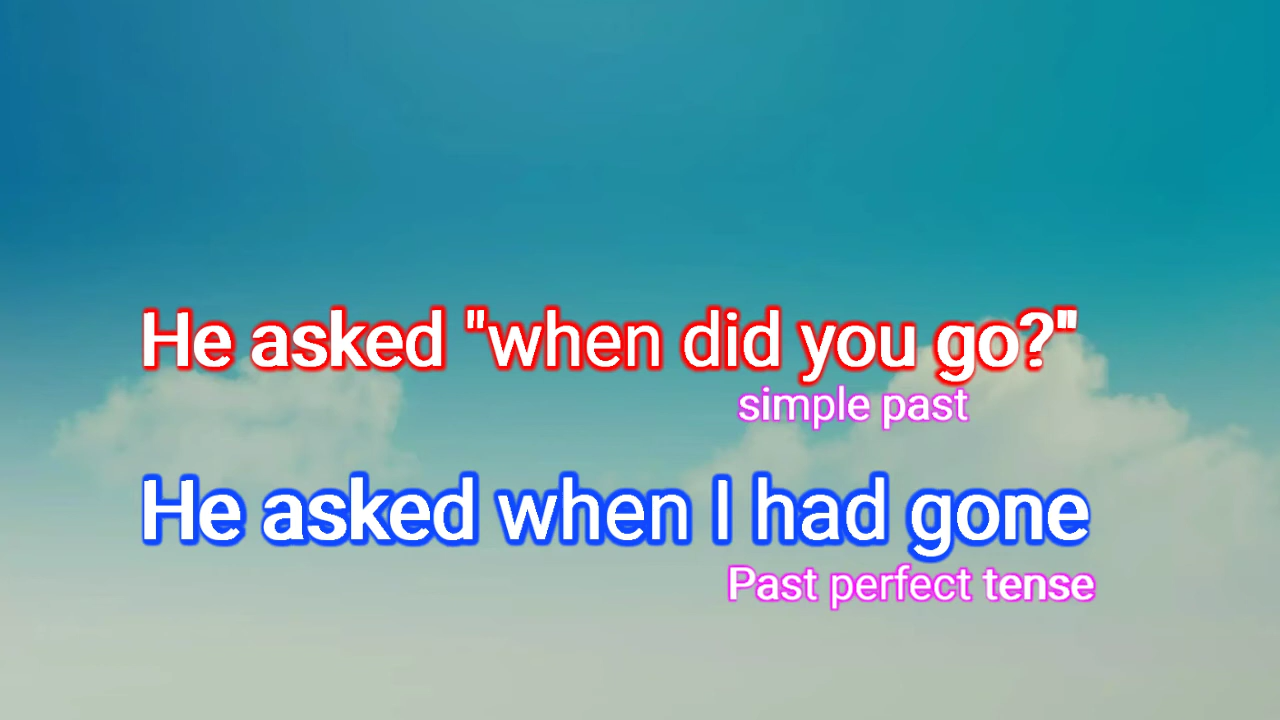 He asked "when did you go?"
simple past
He asked when I had gone
Past perfect tense